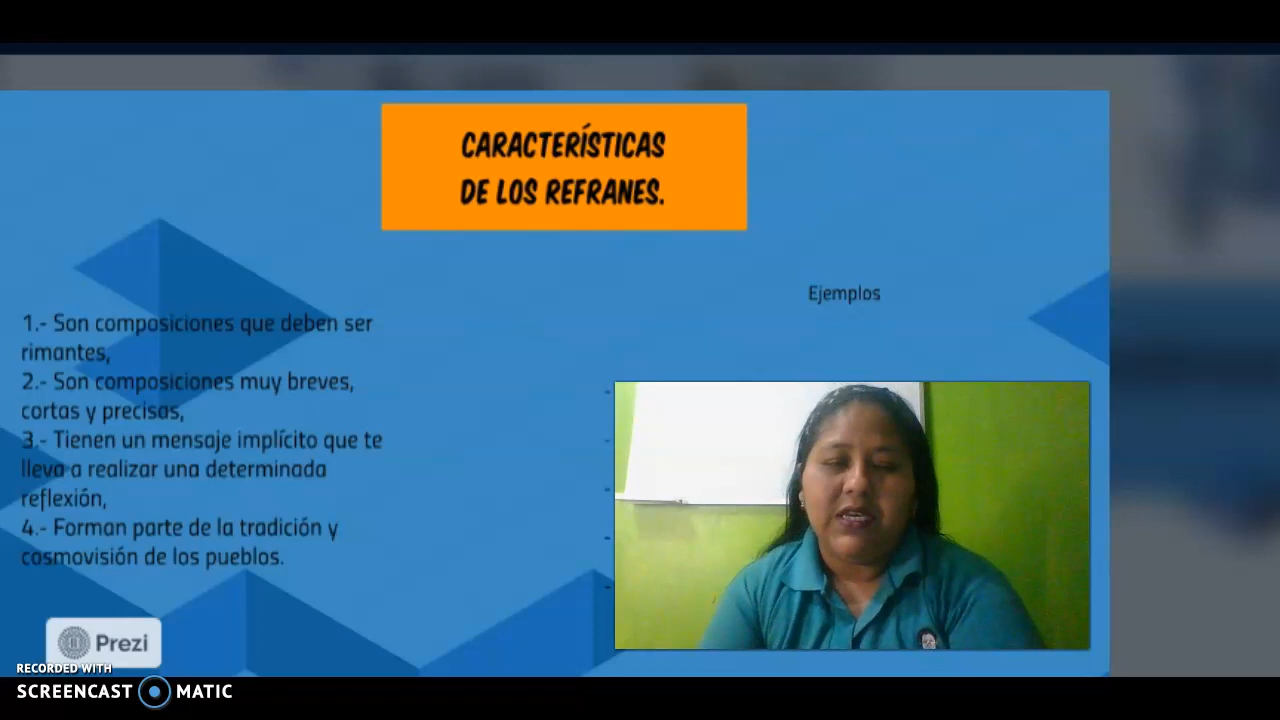 CARACTERÍSTICAS
DE LOS REFRANES.
Ejemplos
1.- Son composiciones que deben ser
rimantes,
2.- Son composiciones muy breves,
cortas y precisas,
3.- Tienen un mensaje implícito que te
lleva a realizar una determinada
reflexión,
4.- Forman parte de la tradición y
cosmovisión de los pueblos.
Prezi
RECORDED WITH
SCREENCAST MATIC